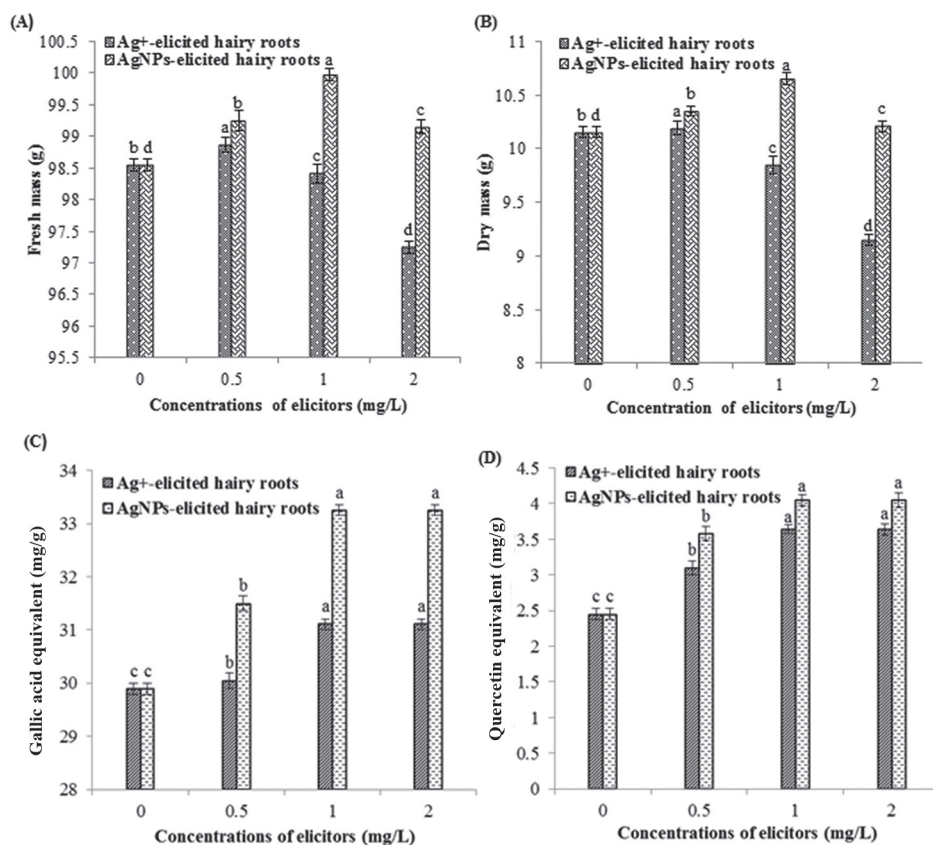 (A)
100.5
100
99.5
99
98.5
98
97.5
97
96.5
96
95.5
Fresh mass (g)
Ag+-elicited hairy roots
AgNPs-elicited hairy roots
b d
a b
c a
d c
0 0.5 1 2
Concentrations of elicitors (mg/L)
(B)
11
10.5
10
9.5
9
8.5
8
Dry mass (g)
Ag+-elicited hairy roots
AgNPs-elicited hairy roots
b d
a b
c a
d c
0 0.5 1 2
Concentration of elicitors (mg/L)
(C)
34
33
32
31
30
29
28
Gallic acid equivalent (mg/g)
Ag+-elicited hairy roots
AgNPs-elicited hairy roots
c c
b b
a a
a a
0 0.5 1 2
Concentrations of elicitors (mg/L)
(D)
4.5
4
3.5
3
2.5
2
1.5
1
0.5
0
Quercetin equivalent (mg/g)
Ag+-elicited hairy roots
AgNPs-elicited hairy roots
c c
b b
a a
a a
0 0.5 1 2
Concentrations of elicitors (mg/L)